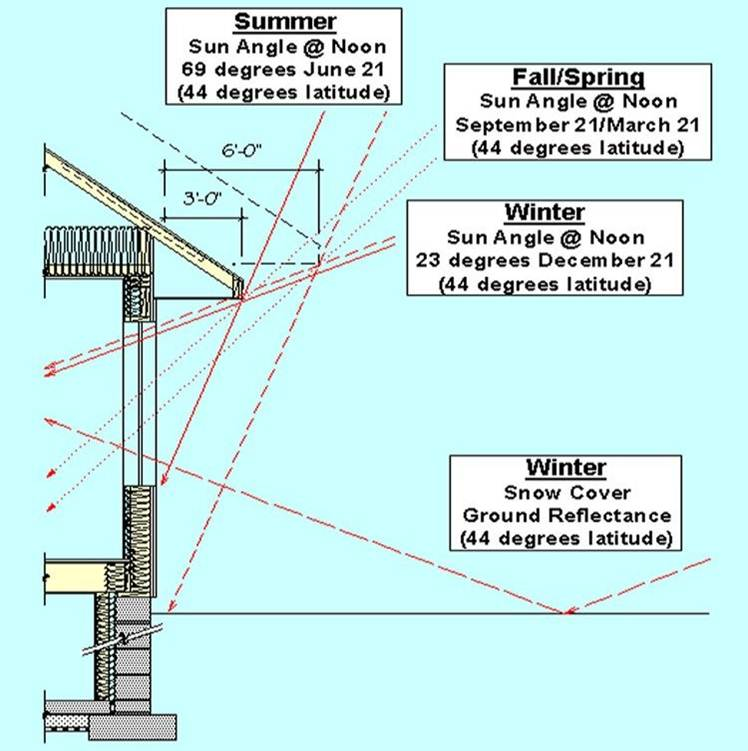 Summer
Sun Angle @ Noon
69 degrees June 21
(44 degrees latitude)
Fall/Spring
Sun Angle @ Noon
September 21/March 21
(44 degrees latitude)
6'-0"
3'-0"
Winter
Sun Angle @ Noon
23 degrees December 21
(44 degrees latitude)
Winter
Snow Cover
Ground Reflectance
(44 degrees latitude)